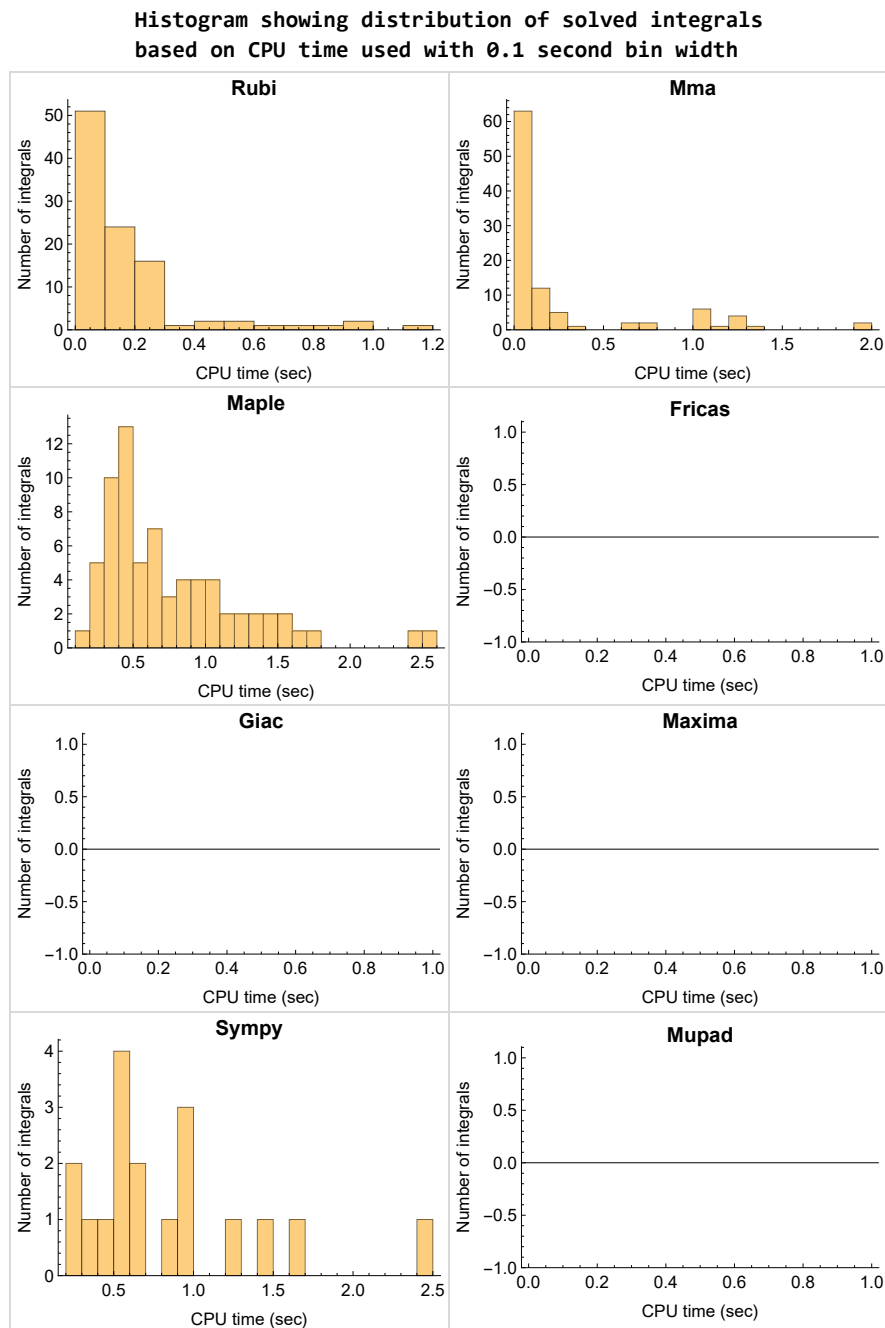 Histogram showing distribution of solved integrals
based on CPU time used with 0.1 second bin width
Rubi
Number of integrals
50
40
30
20
10
0
0.0 0.2 0.4 0.6 0.8 1.0 1.2
CPU time (sec)
Mma
Number of integrals
60
50
40
30
20
10
0
0.0 0.5 1.0 1.5 2.0
CPU time (sec)
Maple
Number of integrals
12
10
8
6
4
2
0
0.5 1.0 1.5 2.0 2.5
CPU time (sec)
Fricas
Number of integrals
1.0
0.5
0.0
−0.5
−1.0
0.0 0.2 0.4 0.6 0.8 1.0
CPU time (sec)
Giac
Number of integrals
1.0
0.5
0.0
−0.5
−1.0
0.0 0.2 0.4 0.6 0.8 1.0
CPU time (sec)
Maxima
Number of integrals
1.0
0.5
0.0
−0.5
−1.0
0.0 0.2 0.4 0.6 0.8 1.0
CPU time (sec)
Sympy
Number of integrals
4
3
2
1
0
0.5 1.0 1.5 2.0 2.5
CPU time (sec)
Mupad
Number of integrals
1.0
0.5
0.0
−0.5
−1.0
0.0 0.2 0.4 0.6 0.8 1.0
CPU time (sec)